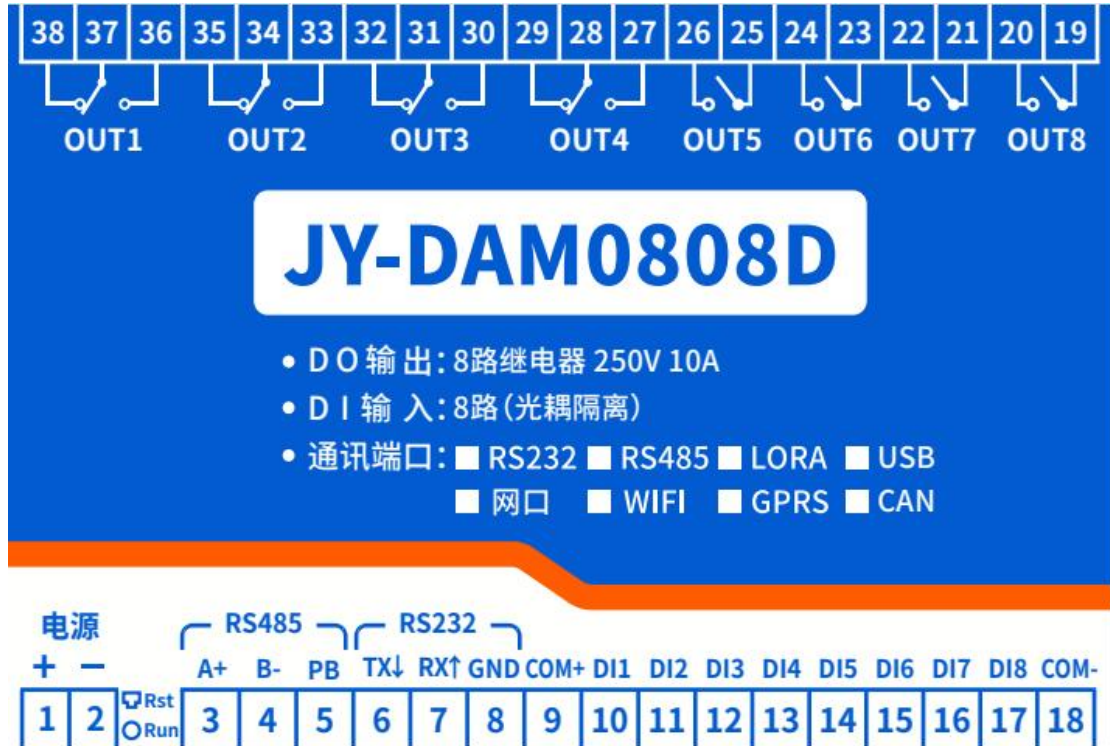 38 37 36 35 34 33 32 31 30 29 28 27 26 25 24 23 22 21 20 19
OUT1 OUT2 OUT3 OUT4 OUT5 OUT6 OUT7 OUT8
JY-DAM0808D
• DO输出：8路继电器 250V 10A
• DI输入：8路（光耦隔离）
• 通讯端口：■ RS232 ■ RS485 ■ LORA ■ USB
■ 网口 ■ WIFI ■ GPRS ■ CAN
电源 RS485 RS232
+ − A+ B- PB TX↓ RX↑ GND COM+ DI1 DI2 DI3 DI4 DI5 DI6 DI7 DI8 COM-
Rst
Run
1 2 3 4 5 6 7 8 9 10 11 12 13 14 15 16 17 18